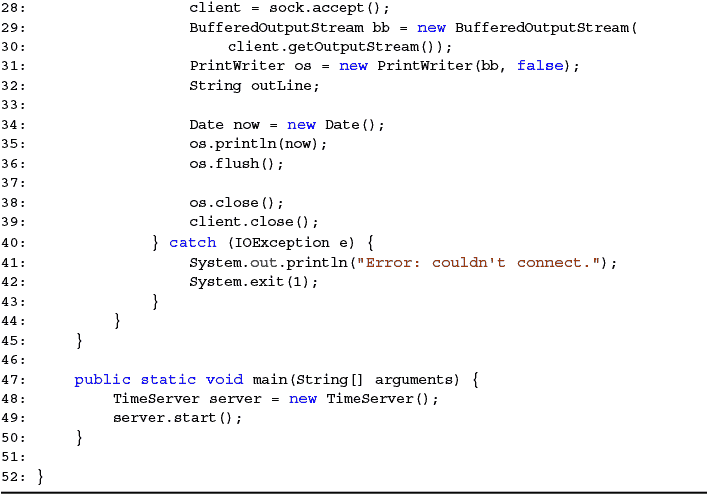 28:                 client = sock.accept();
29:                 BufferedOutputStream bb = new BufferedOutputStream(
30:                     client.getOutputStream());
31:                 PrintWriter os = new PrintWriter(bb, false);
32:                 String outLine;
33:
34:                 Date now = new Date();
35:                 os.println(now);
36:                 os.flush();
37:
38:                 os.close();
39:                 client.close();
40:             } catch (IOException e) {
41:                 System.out.println("Error: couldn't connect.");
42:                 System.exit(1);
43:             }
44:         }
45:     }
46:
47:     public static void main(String[] arguments) {
48:         TimeServer server = new TimeServer();
49:         server.start();
50:     }
51:
52: }